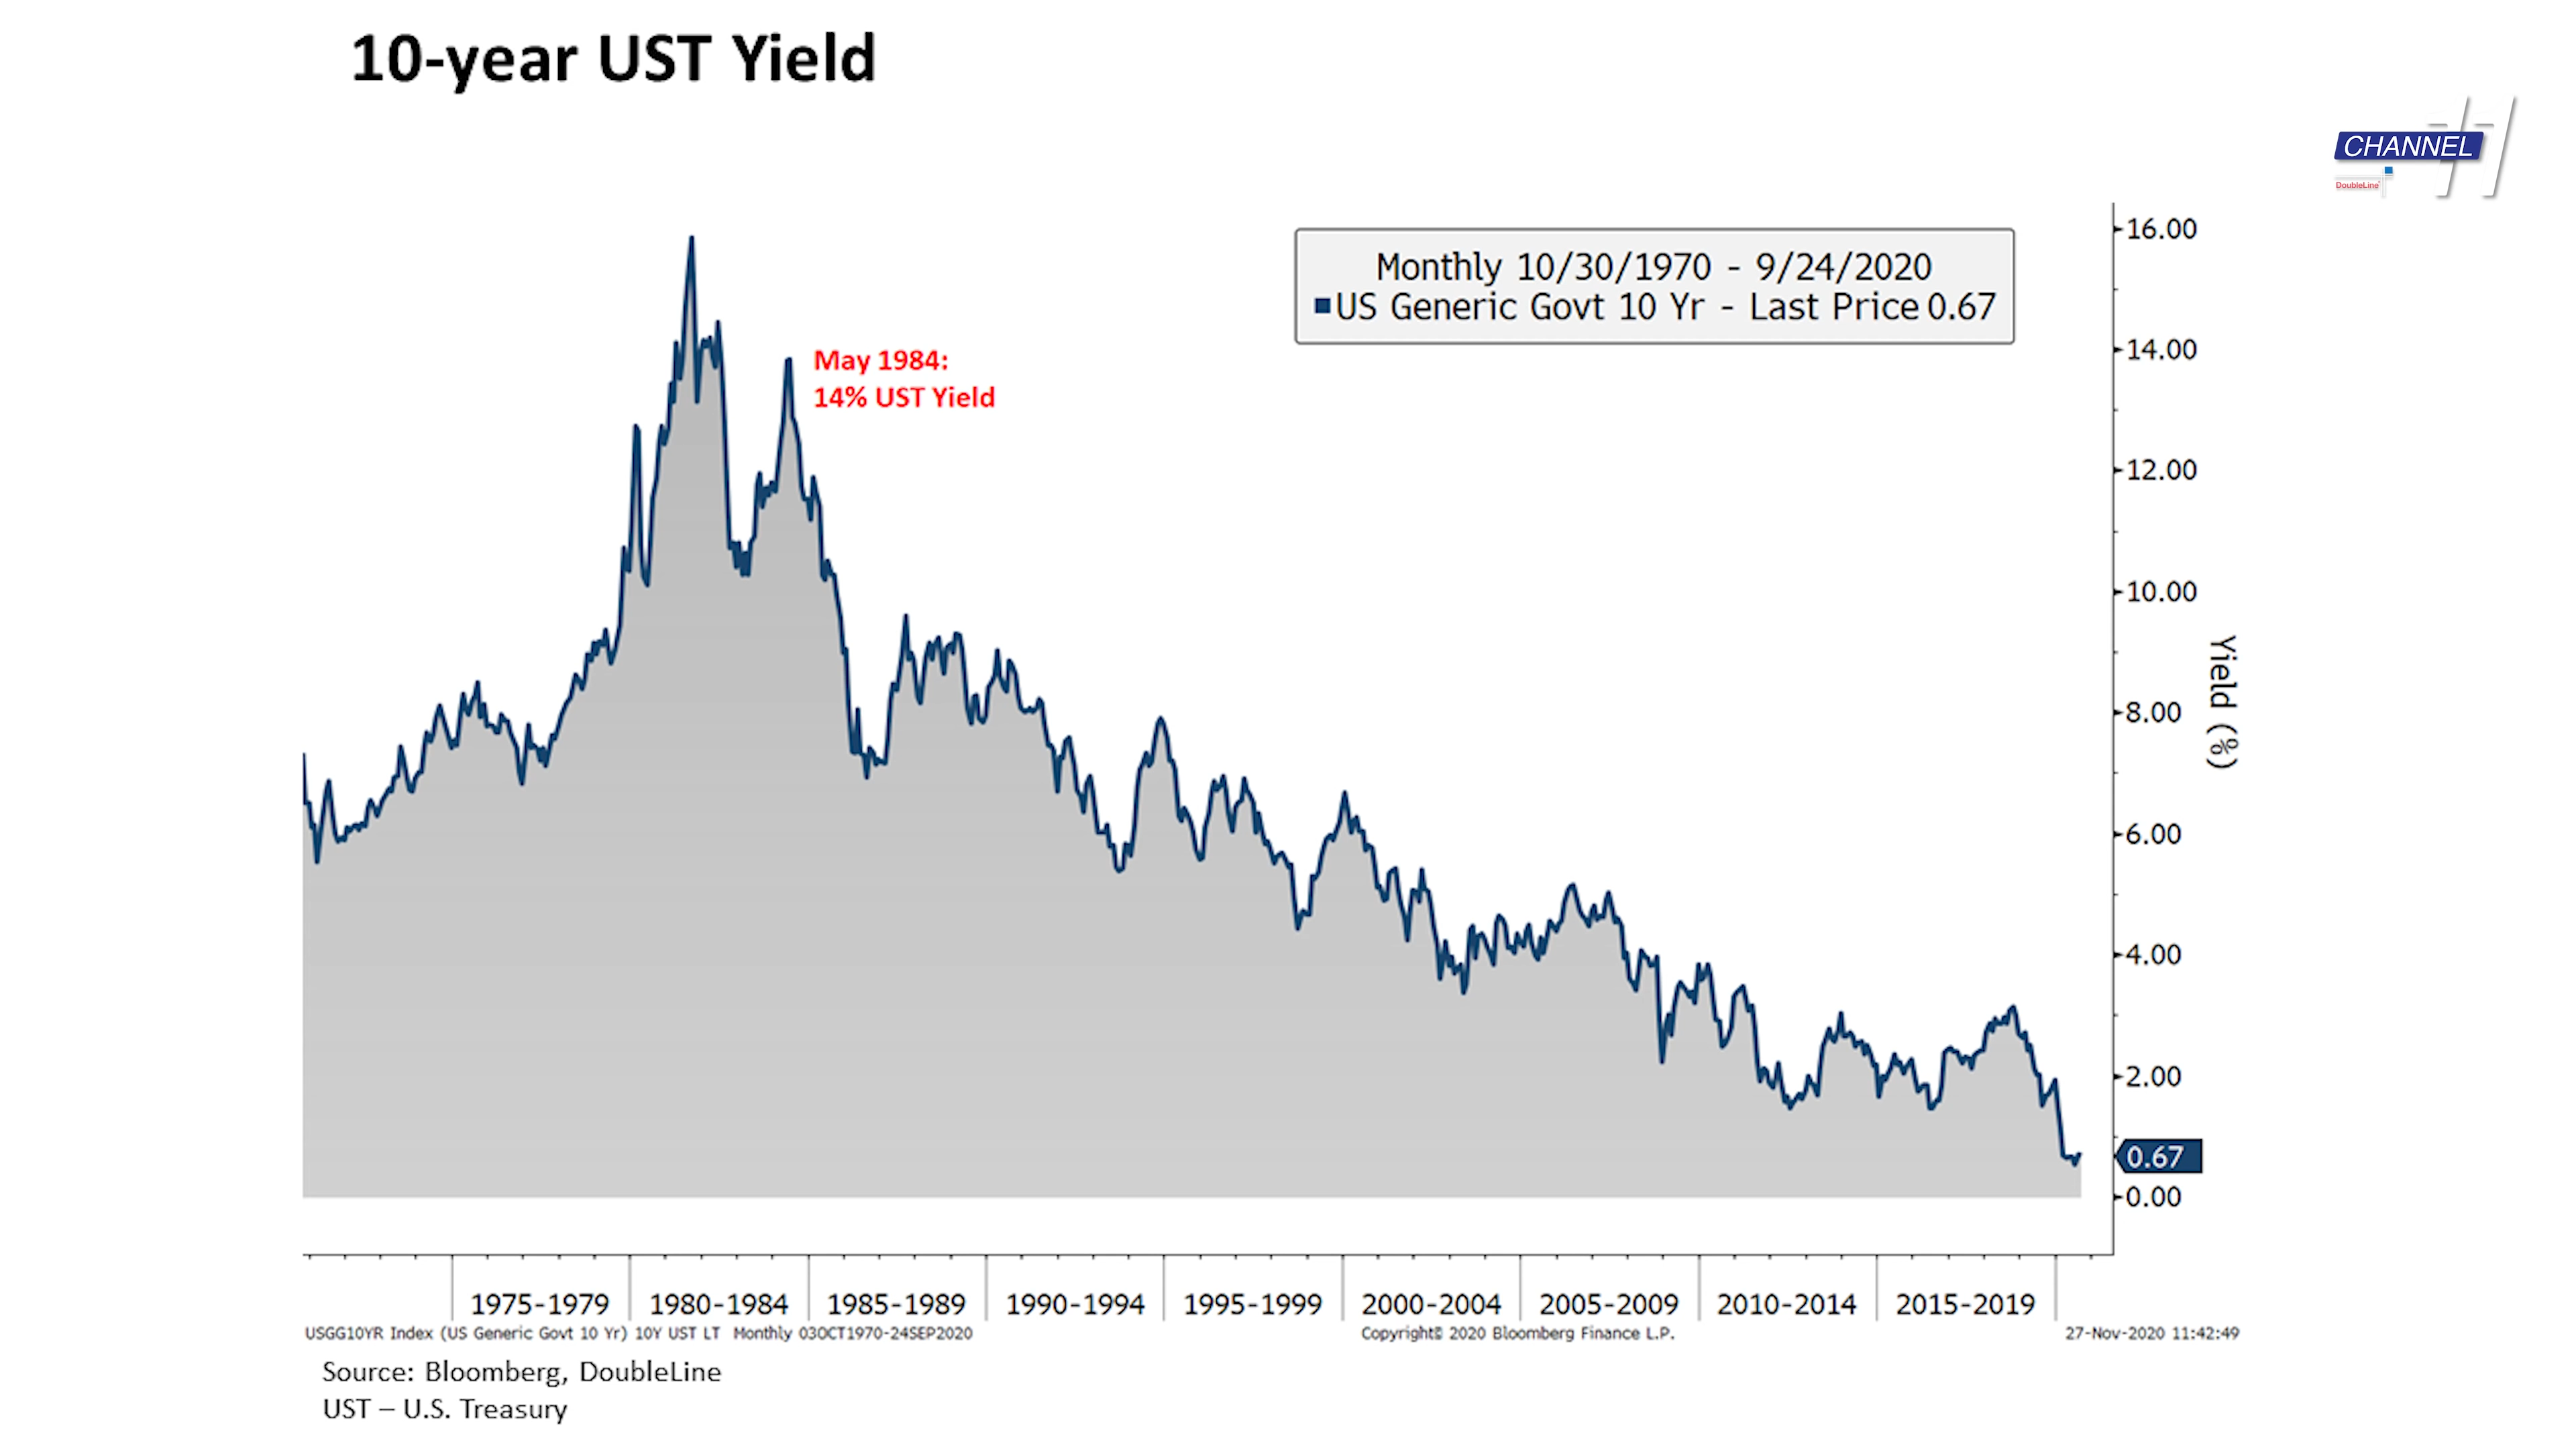 10-year UST Yield
CHANNEL 11
DoubleLine
Monthly 10/30/1970 - 9/24/2020
US Generic Govt 10 Yr - Last Price 0.67
May 1984:
14% UST Yield
16.00
14.00
12.00
10.00
8.00
6.00
4.00
2.00
0.67
0.00
Yield (%)
1975-1979 1980-1984 1985-1989 1990-1994 1995-1999 2000-2004 2005-2009 2010-2014 2015-2019
USGG10YR Index (US Generic Govt 10 Yr) 10Y UST LT Monthly 03OCT1970-24SEP2020 Copyright© 2020 Bloomberg Finance L.P. 27-Nov-2020 11:42:49
Source: Bloomberg, DoubleLine
UST – U.S. Treasury